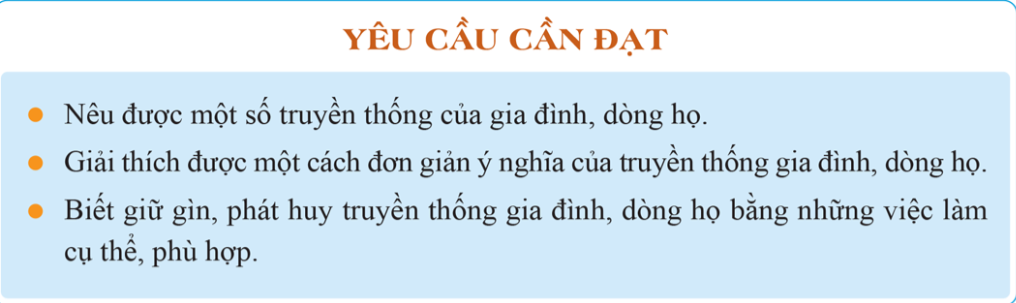 YÊU CẦU CẦN ĐẠT
Nêu được một số truyền thống của gia đình, dòng họ.
Giải thích được một cách đơn giản ý nghĩa của truyền thống gia đình, dòng họ.
Biết giữ gìn, phát huy truyền thống gia đình, dòng họ bằng những việc làm
cụ thể, phù hợp.